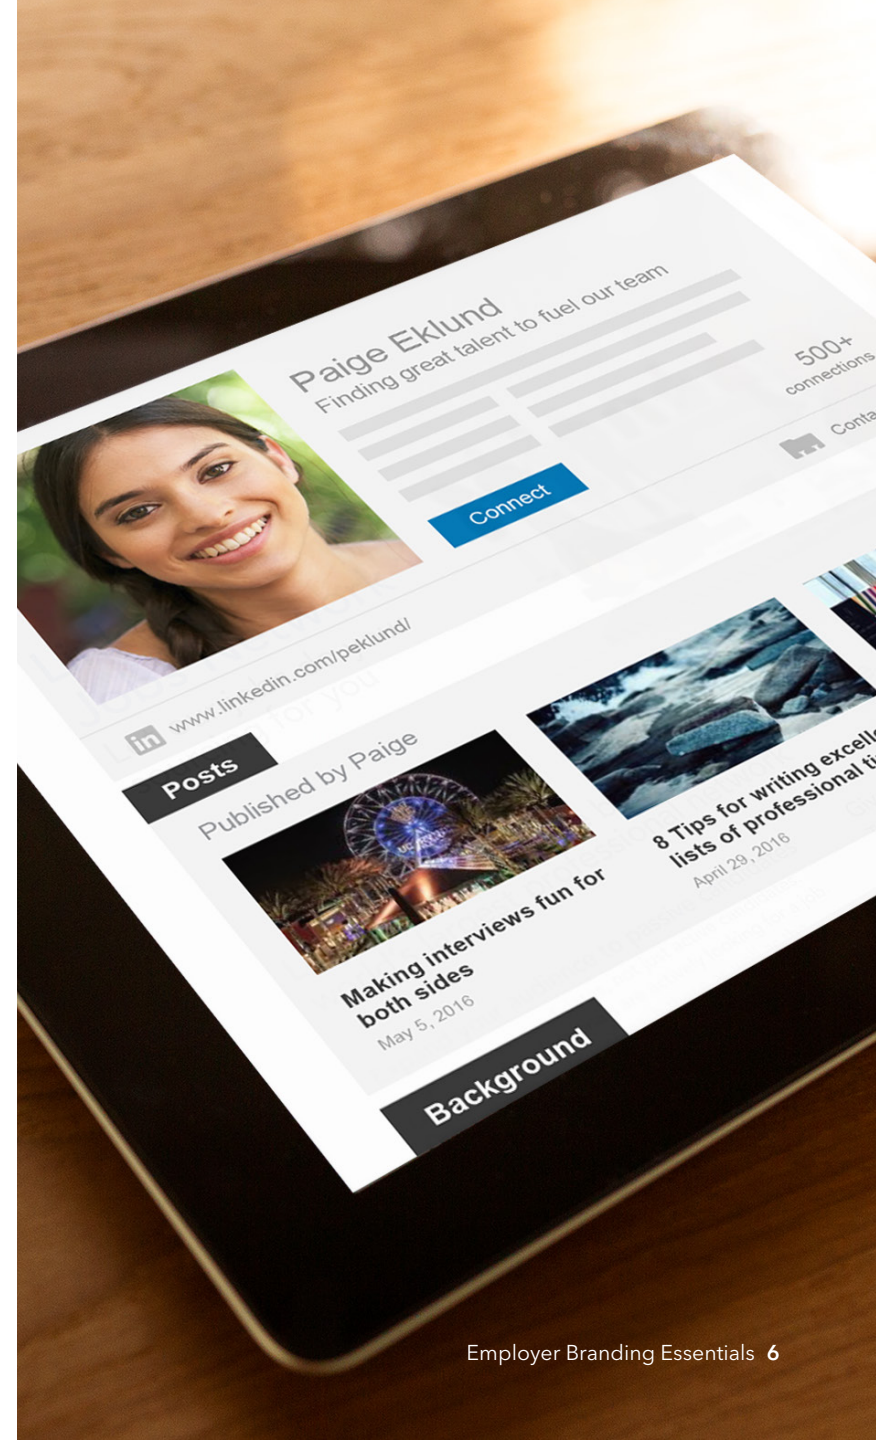 Paige Eklund
Finding great talent to fuel our team
500+
connections
Connect
www.linkedin.com/peklund/
Posts
Published by Paige
Making interviews fun for
both sides
May 5, 2016
8 Tips for writing
lists of professional
April 29, 2016
Background
Employer Branding Essentials 6